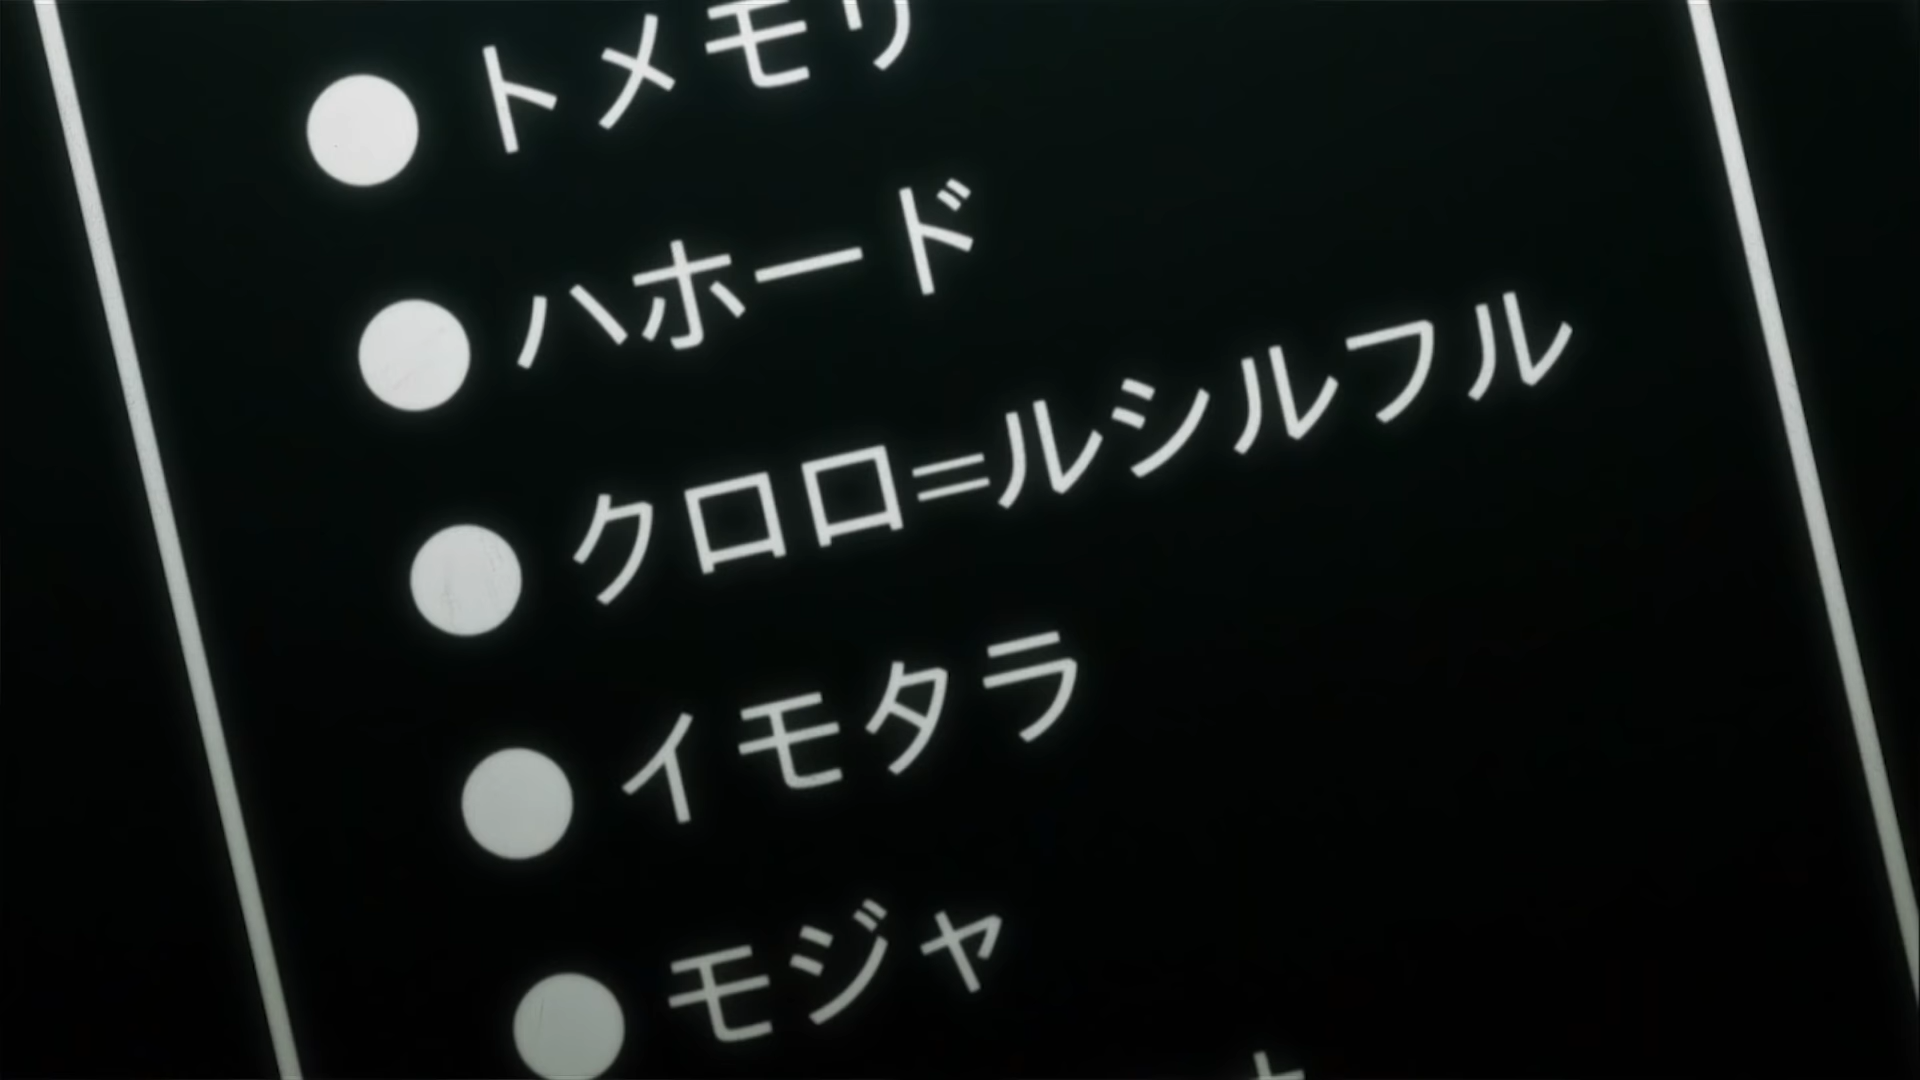 ● トメモリ
● ハホード
● クロロ=ルシルフル
● イモタラ
● モジャ